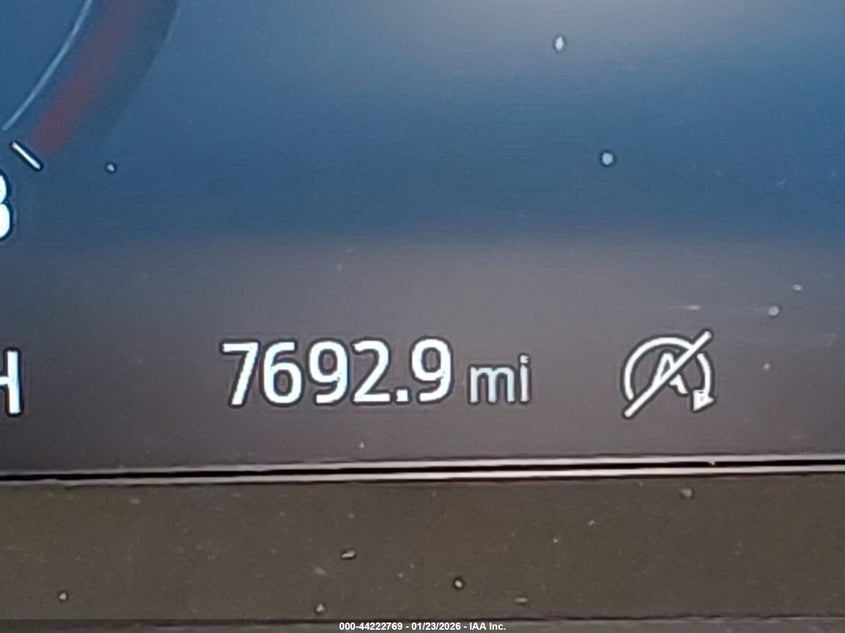 7692.9 mi
A
000-44222769 - 01/23/2026 - IAA Inc.